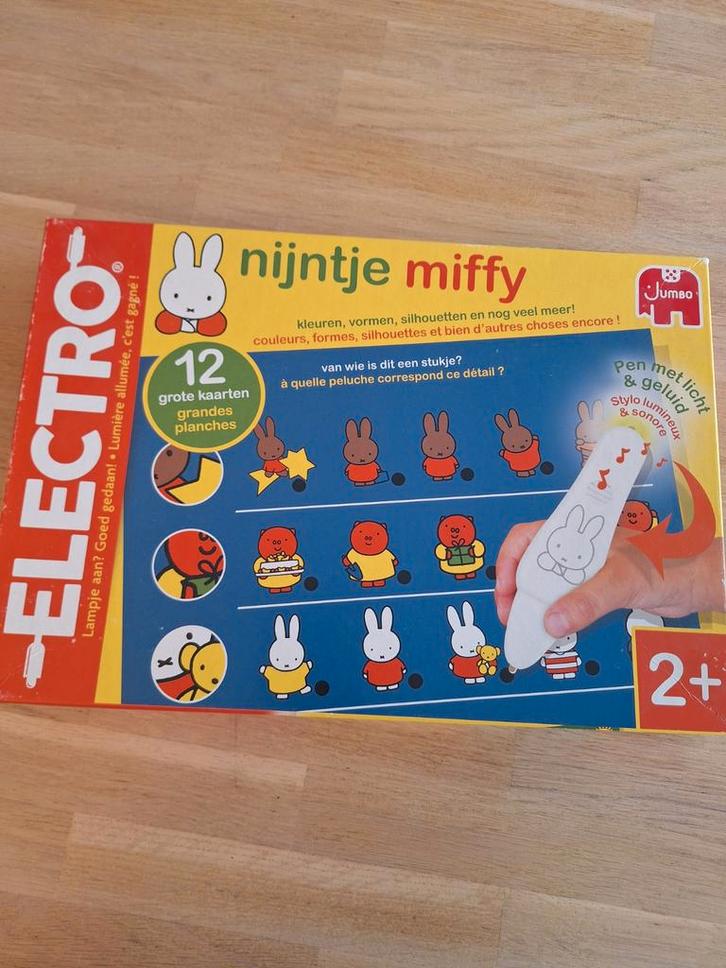 ELECTRO®
Lampje aan? Goed gedaan! • Lumière allumée, c'est gagné !
nijntje miffy
JUMBO
kleuren, vormen, silhouetten en nog veel meer!
couleurs, formes, silhouettes et bien d'autres choses encore !
12
grote kaarten
grandes
planches
van wie is dit een stukje?
à quelle peluche correspond ce détail ?
Pen met licht
& geluid
Stylo lumineux
& sonore
2+